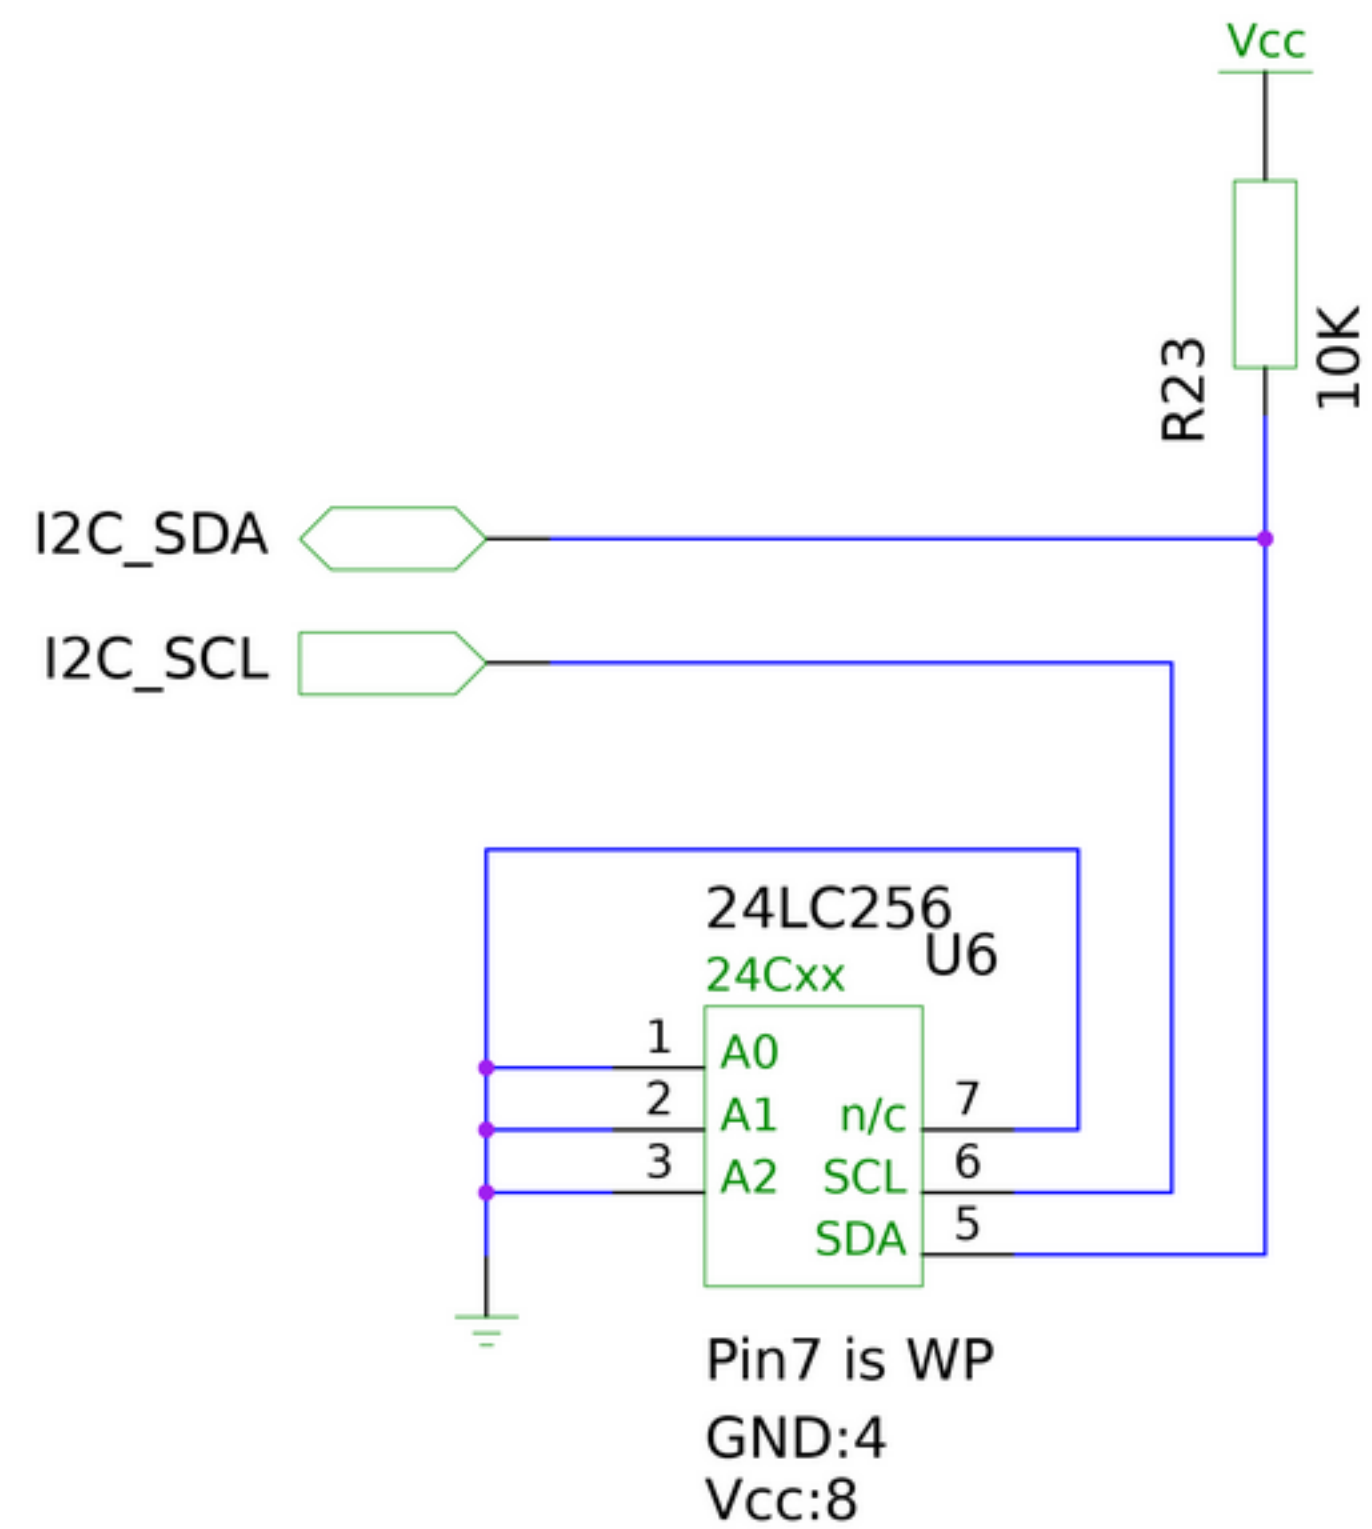 Vcc
R23
10K
I2C_SDA
I2C_SCL
24LC256
U6
24Cxx
1 A0
2 A1
3 A2
n/c 7
SCL 6
SDA 5
Pin7 is WP
GND:4
Vcc:8